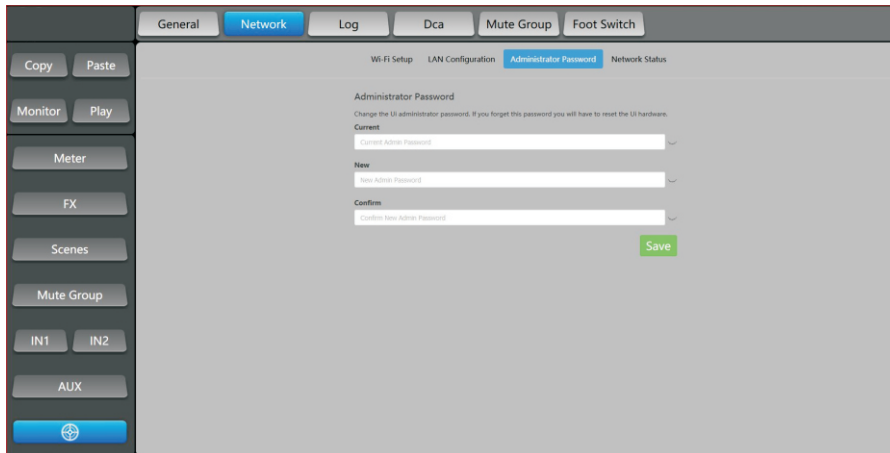 General Network Log Dca Mute Group Foot Switch
Wi-Fi Setup LAN Configuration Administrator Password Network Status
Copy Paste
Monitor Play
Meter
FX
Scenes
Mute Group
IN1 IN2
AUX
Administrator Password
Change the UI administrator password. If you forget this password you will have to reset the UI hardware.
Current
Current Admin Password
New
New Admin Password
Confirm
Confirm New Admin Password
Save